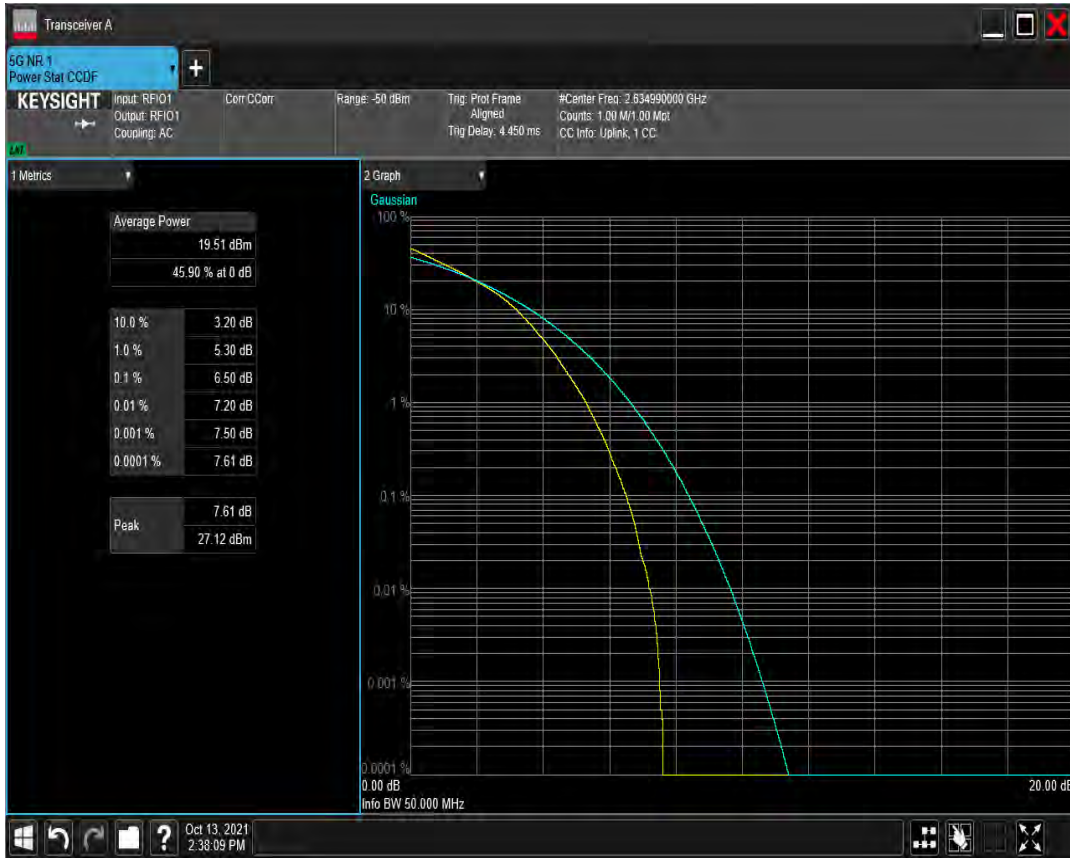 Transceiver A
5G NR 1
Power Stat CCDF
+
KEYSIGHT
Input: RFIO1
Output: RFIO1
Coupling: AC
Corr CCorr
Range: -50 dBm
Trig: Prot Frame
Aligned
Trig Delay: 4.450 ms
#Center Freq: 2.634990000 GHz
Counts: 1.00 M/1.00 Mpt
CC Info: Uplink, 1 CC
1 Metrics
Average Power
19.51 dBm
45.90 % at 0 dB
10.0 % 3.20 dB
1.0 % 5.30 dB
0.1 % 6.50 dB
0.01 % 7.20 dB
0.001 % 7.50 dB
0.0001 % 7.61 dB
Peak 7.61 dB
27.12 dBm
2 Graph
Gaussian
100 %
10 %
1 %
0.1 %
0.01 %
0.001 %
0.0001 %
0.00 dB 20.00 dB
Info BW 50.000 MHz
?
Oct 13, 2021
2:38:09 PM